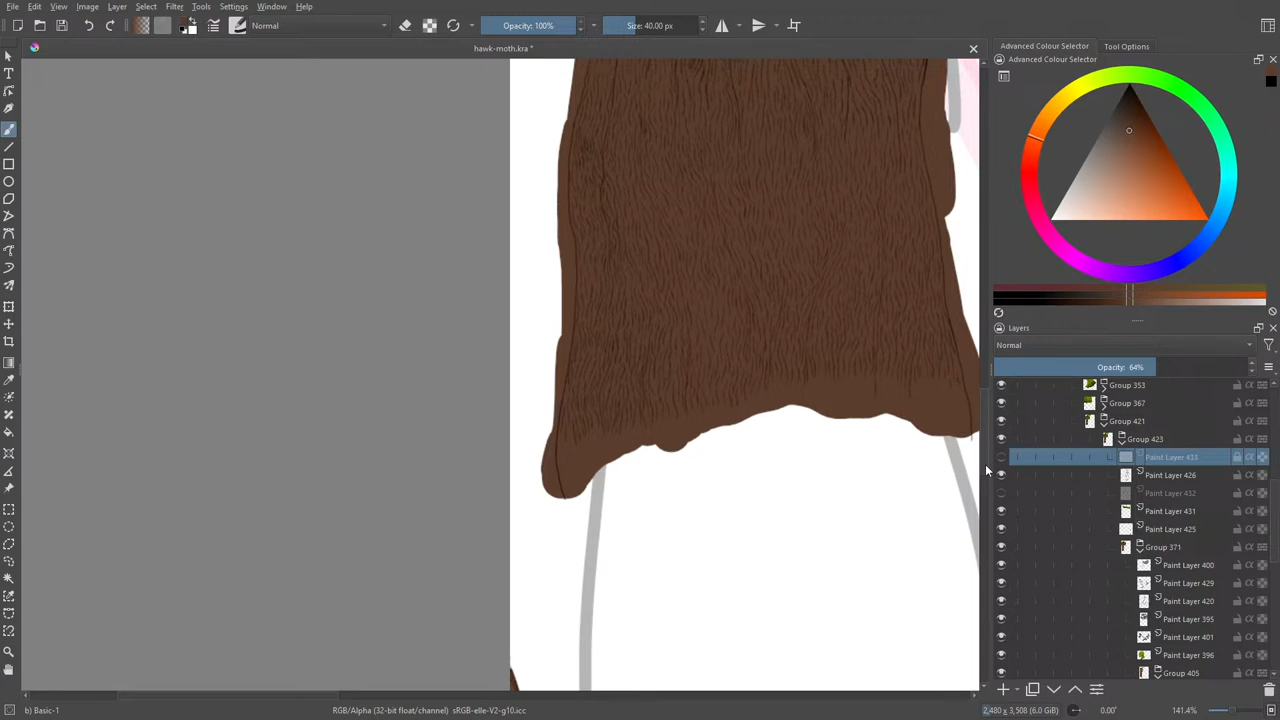 File Edit View Image Layer Select Filter Tools Settings Window Help
Normal Opacity: 100% Size: 40.00 px
hawk-moth.kra *
Advanced Colour Selector Tool Options
Advanced Colour Selector
Layers
Normal
Opacity: 64%
Group 353
Group 367
Group 421
Group 423
Paint Layer 433
Paint Layer 426
Paint Layer 432
Paint Layer 431
Paint Layer 425
Group 371
Paint Layer 400
Paint Layer 429
Paint Layer 420
Paint Layer 395
Paint Layer 401
Paint Layer 396
Group 405
b) Basic-1 RGB/Alpha (32-bit float/channel) sRGB-elle-V2-g10.icc 2,480 x 3,508 (6.0 GiB) 0.00° 141.4%